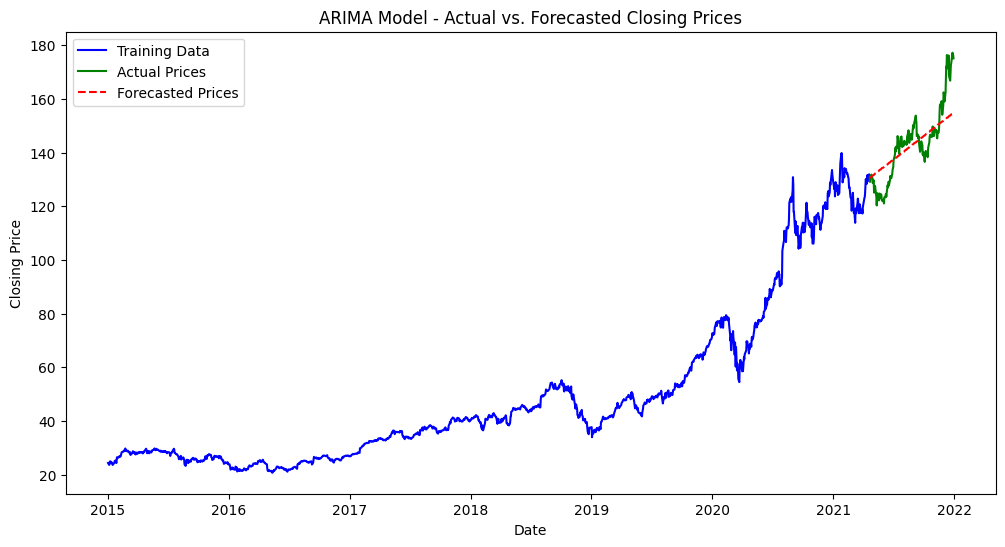 ARIMA Model - Actual vs. Forecasted Closing Prices
Training Data
Actual Prices
Forecasted Prices
Closing Price
180
160
140
120
100
80
60
40
20
2015 2016 2017 2018 2019 2020 2021 2022
Date